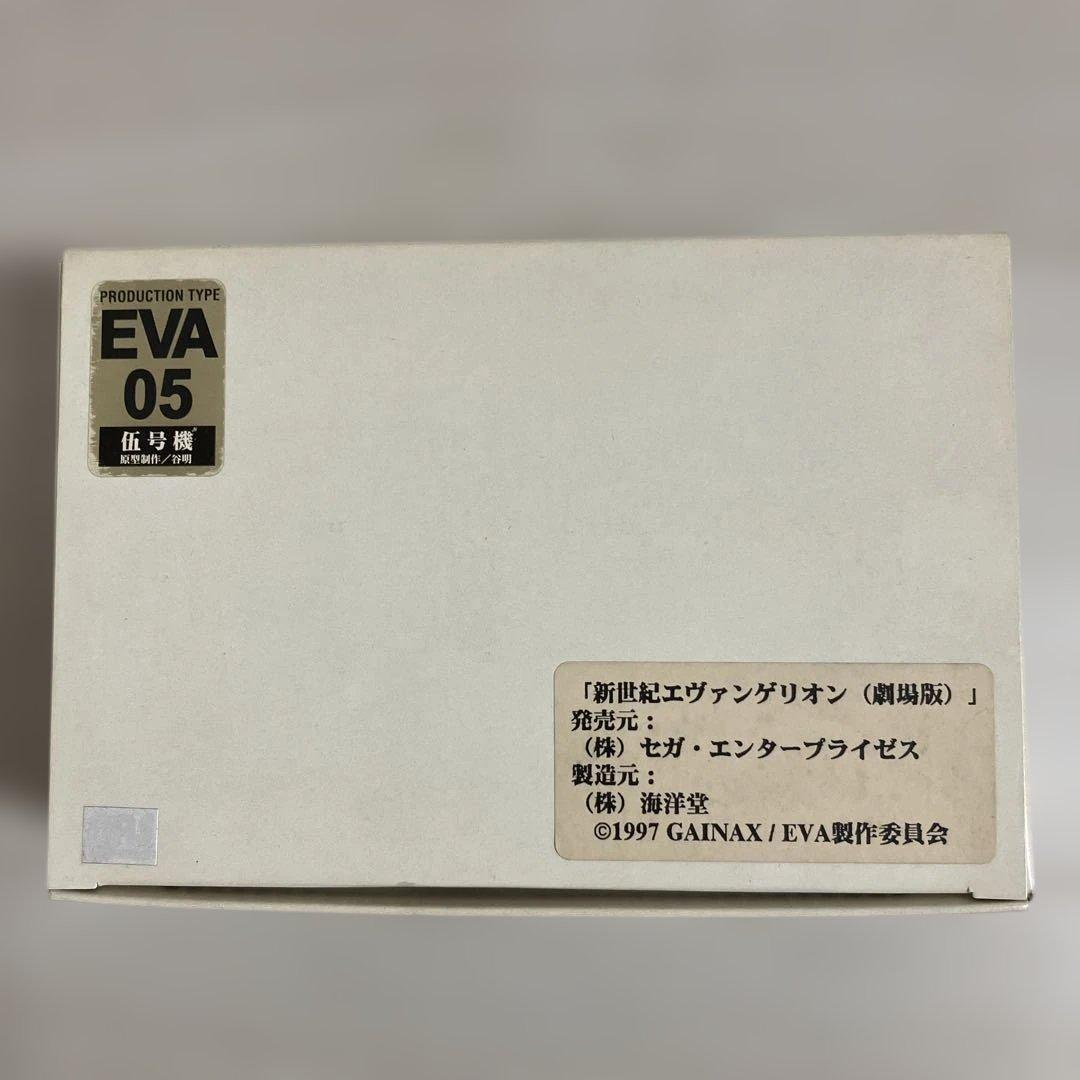 PRODUCTION TYPE
EVA
05
伍号機
原型制作／谷明
「新世紀エヴァンゲリオン（劇場版）」
発売元：
（株）セガ・エンタープライゼス
製造元：
（株）海洋堂
©1997 GAINAX / EVA製作委員会